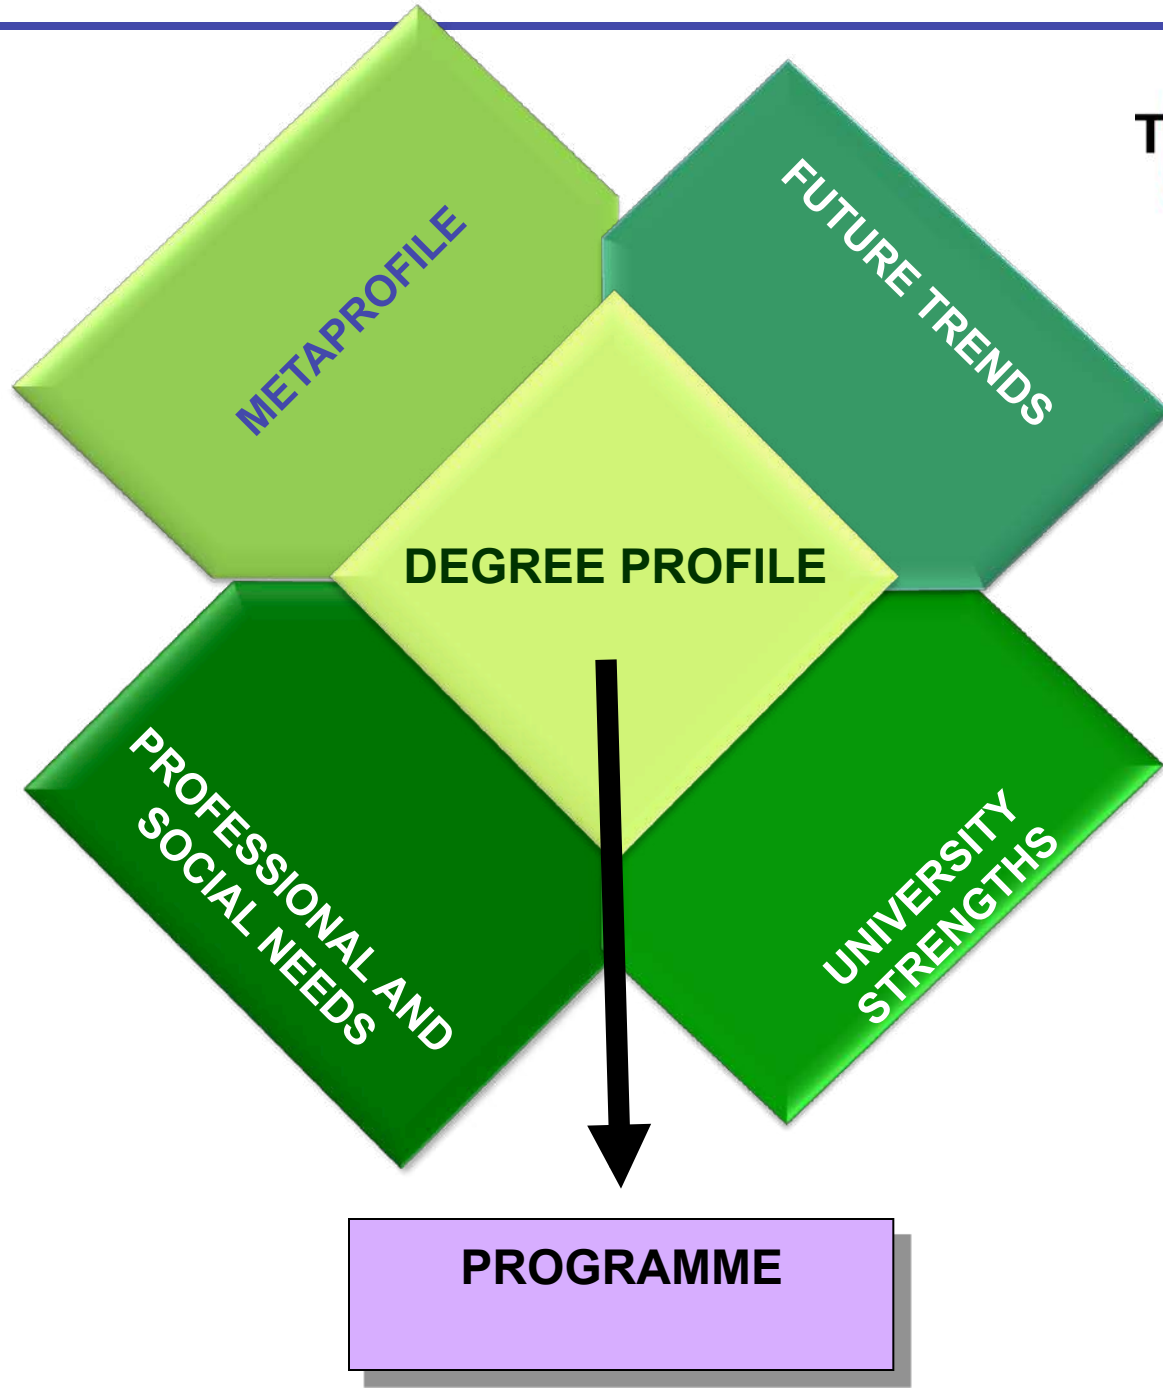 T
METAPROFILE
FUTURE TRENDS
DEGREE PROFILE
PROFESSIONAL AND
SOCIAL NEEDS
UNIVERSITY
STRENGTHS
PROGRAMME